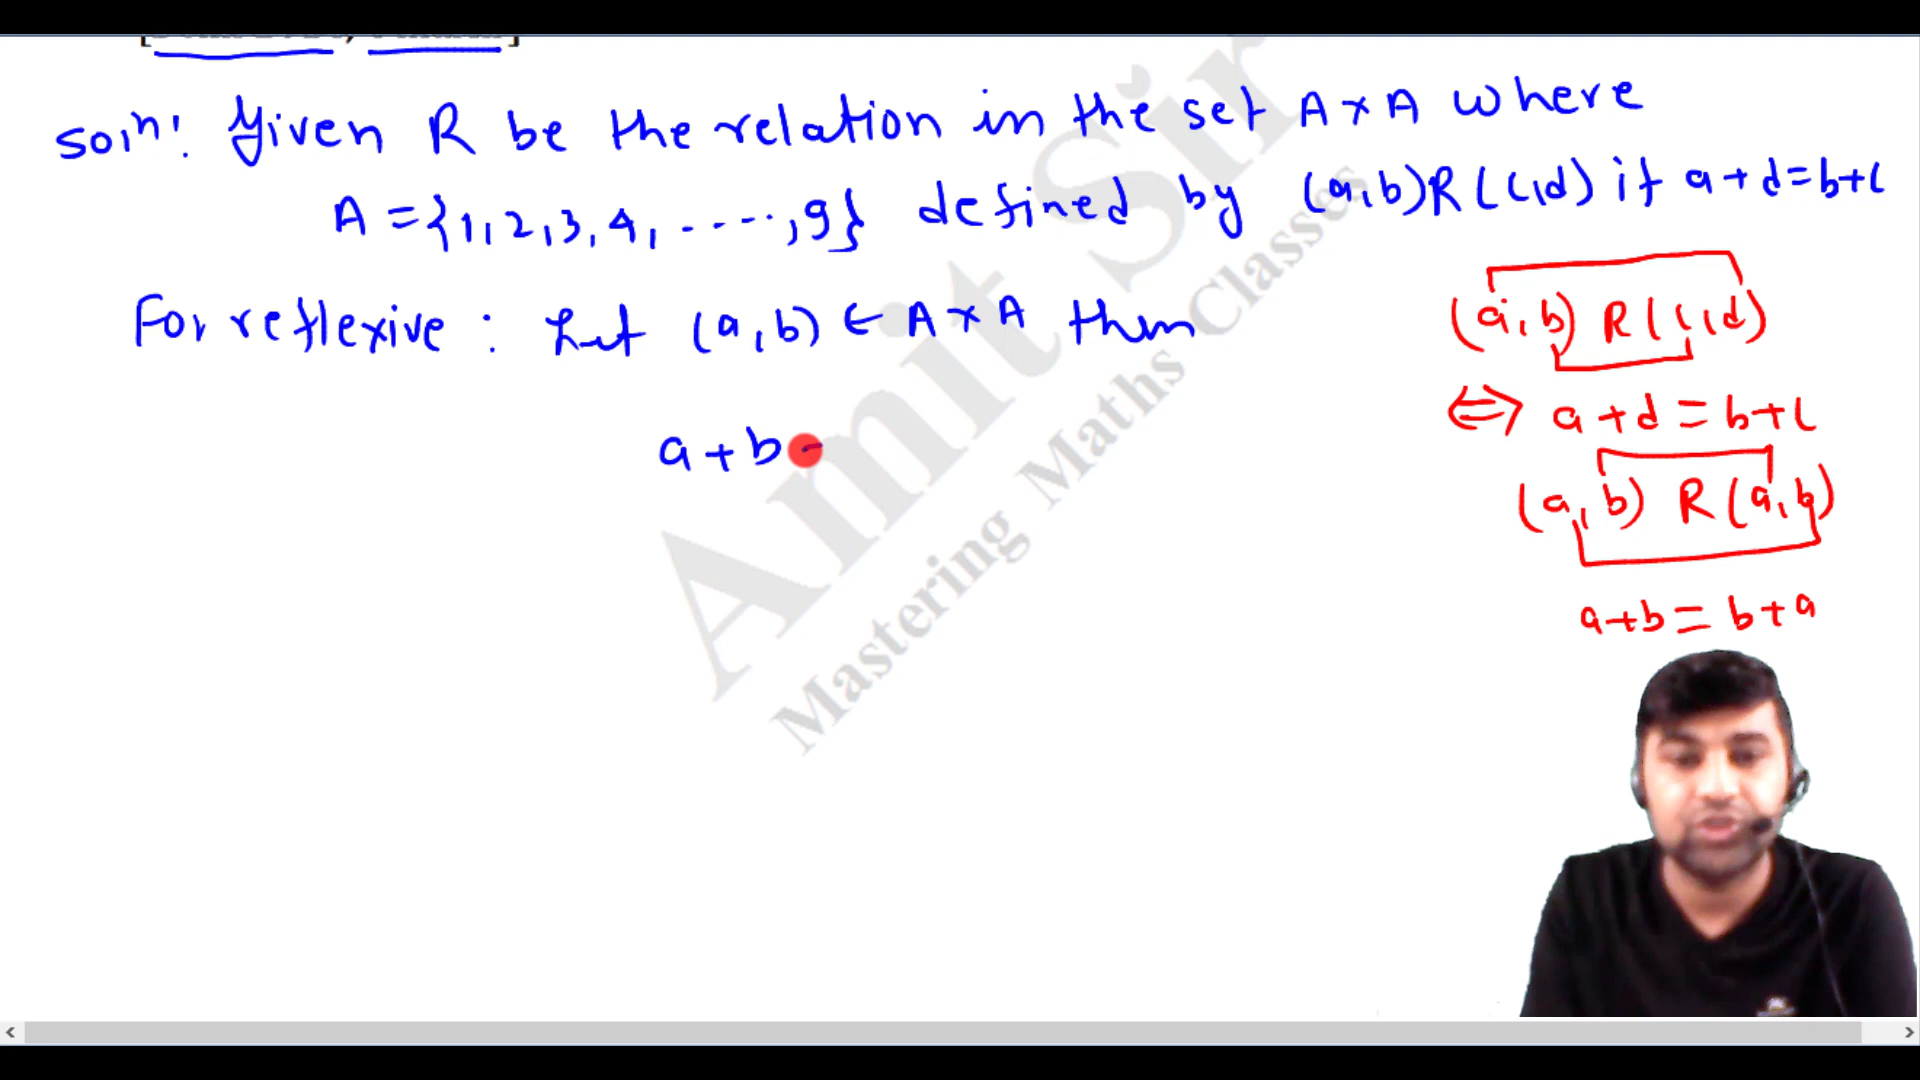 Soln: Given R be the relation in the set A × A where
A = {1, 2, 3, 4, ....., 9} defined by (a,b)R(c,d) if a+d=b+c
For reflexive : Let (a,b) ∈ A × A then
a+b -
(a,b) R (c,d)
⇔ a+d = b+c
(a,b) R (a,b)
a+b = b+a
Amit Sir
Mastering Maths Classes